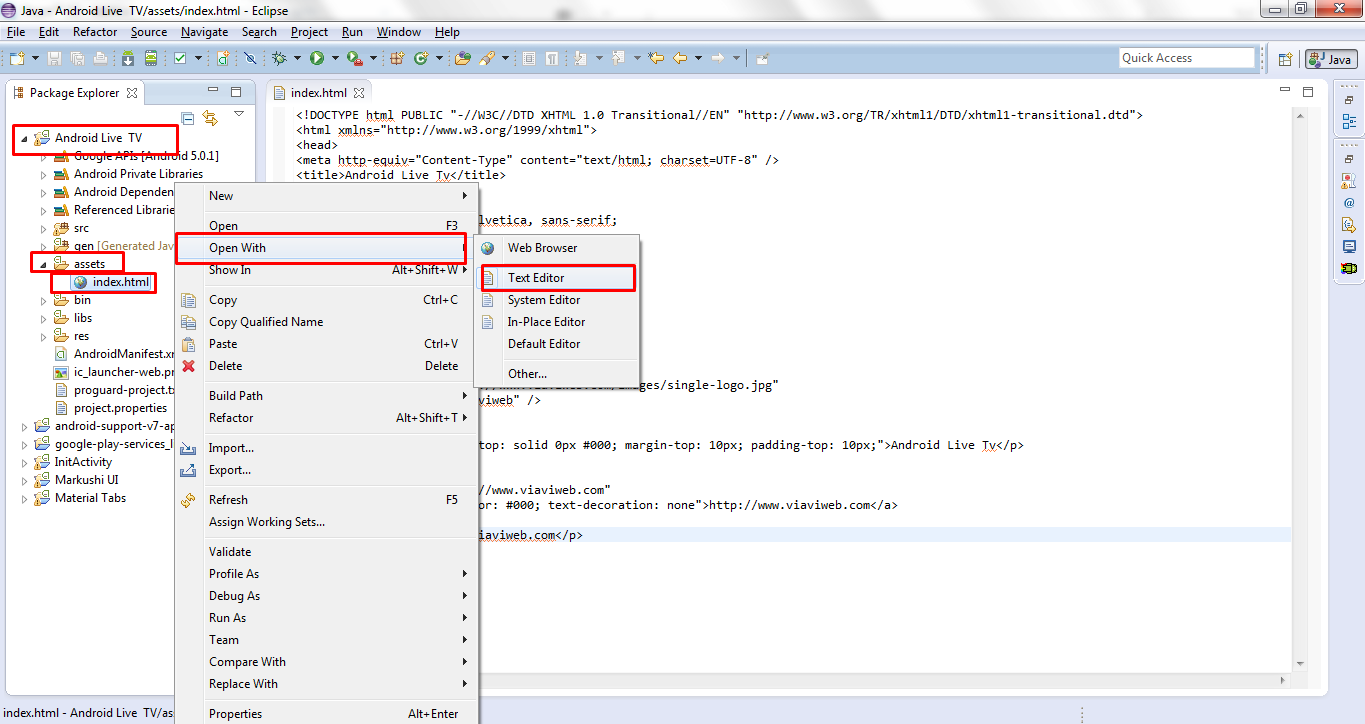 Java - Android Live  TV/assets/index.html - Eclipse
File Edit Refactor Source Navigate Search Project Run Window Help
Quick Access
Java
Package Explorer
Android Live  TV
Google APIs [Android 5.0.1]
Android Private Libraries
Android Dependen
Referenced Librarie
src
gen [Generated Jav
assets
index.html
bin
libs
res
AndroidManifest.xm
ic_launcher-web.pr
proguard-project.tx
project.properties
android-support-v7-ap
google-play-services_l
InitActivity
Markushi UI
Material Tabs
index.html
<!DOCTYPE html PUBLIC "-//W3C//DTD XHTML 1.0 Transitional//EN" "http://www.w3.org/TR/xhtml1/DTD/xhtml1-transitional.dtd">
<html xmlns="http://www.w3.org/1999/xhtml">
<head>
<meta http-equiv="Content-Type" content="text/html; charset=UTF-8" />
<title>Android Live Tv</title>
lvetica, sans-serif;
images/single-logo.jpg"
viweb" />
top: solid 0px #000; margin-top: 10px; padding-top: 10px;">Android Live Tv</p>
//www.viaviweb.com"
or: #000; text-decoration: none">http://www.viaviweb.com</a>
iaviweb.com</p>
New
Open F3
Open With
Show In Alt+Shift+W
Copy Ctrl+C
Copy Qualified Name
Paste Ctrl+V
Delete Delete
Build Path
Refactor Alt+Shift+T
Import...
Export...
Refresh F5
Assign Working Sets...
Validate
Profile As
Debug As
Run As
Team
Compare With
Replace With
Properties Alt+Enter
Web Browser
Text Editor
System Editor
In-Place Editor
Default Editor
Other...
index.html - Android Live  TV/as